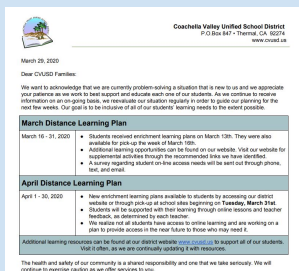 Coachella Valley Unified School District
P.O.Box 847 • Thermal, CA 92274
www.cvusd.us
March 29, 2020
Dear CVUSD Families:
We want to acknowledge that we are currently problem-solving a situation that is new to us and we appreciate
your patience as we work to best support and educate each one of our students. As we continue to receive
information on an on-going basis, we reevaluate our situation regularly in order to guide our planning for the
next few weeks. Our goal is to be inclusive of all of our students' learning needs to the extent possible.
March Distance Learning Plan
March 16 - 31, 2020
● Students received enrichment learning plans on March 13th. They were also
available for pick-up the week of March 16th.
● Additional learning opportunities can be found on our website. Visit our website for
supplemental activities through the recommended links we have identified.
● A survey regarding student on-line access needs will be sent out through phone,
text, and email.
April Distance Learning Plan
April 1 - 30, 2020
● New enrichment learning plans available to students by accessing our district
website or through pick-up at school sites beginning on Tuesday, March 31st.
● Students will be supported with their learning through online lessons and teacher
feedback, as determined by each teacher.
● We realize not all students have access to online learning and are working on a
plan to provide access in the near future to those who may need it.
Additional learning resources can be found at our district website www.cvusd.us to support all of our students.
Visit it often, as we are continually updating it with resources.
The health and safety of our community is a shared responsibility and one that we take seriously. We will
continue to exercise caution as we offer services to you.